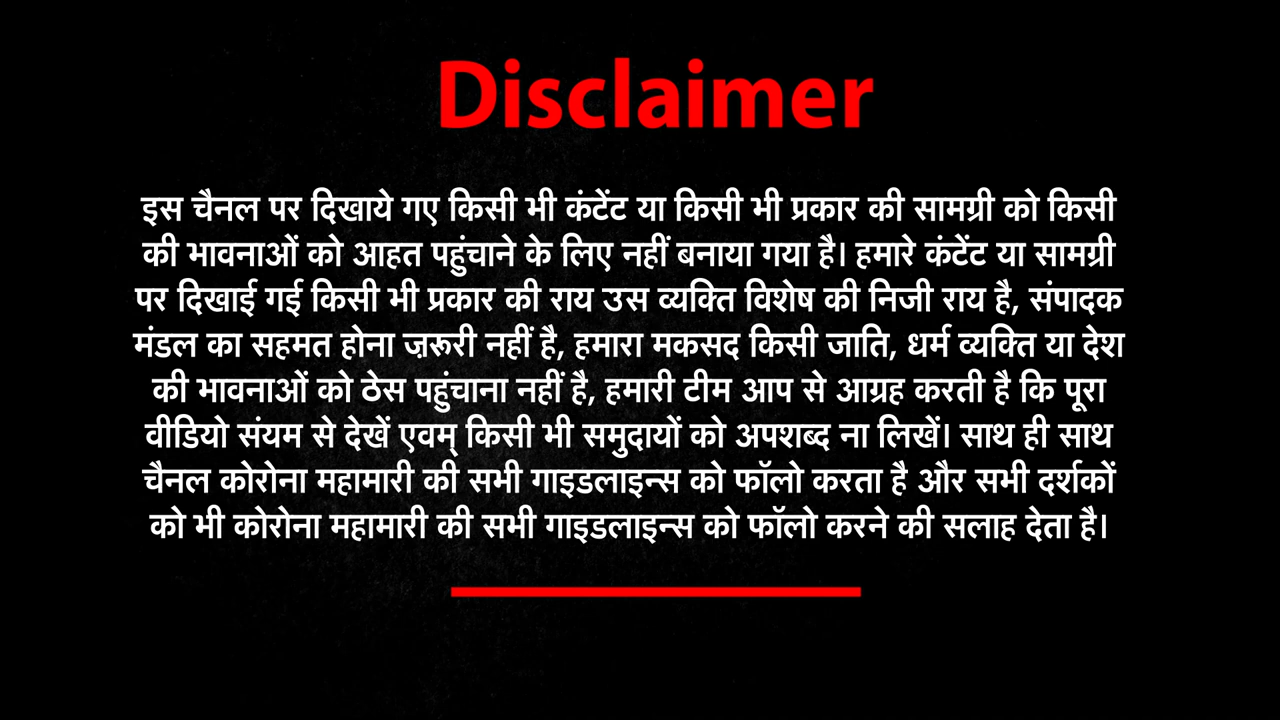 Disclaimer
इस चैनल पर दिखाये गए किसी भी कंटेंट या किसी भी प्रकार की सामग्री को किसी
की भावनाओं को आहत पहुंचाने के लिए नहीं बनाया गया है। हमारे कंटेंट या सामग्री
पर दिखाई गई किसी भी प्रकार की राय उस व्यक्ति विशेष की निजी राय है, संपादक
मंडल का सहमत होना ज़रूरी नहीं है, हमारा मकसद किसी जाति, धर्म व्यक्ति या देश
की भावनाओं को ठेस पहुंचाना नहीं है, हमारी टीम आप से आग्रह करती है कि पूरा
वीडियो संयम से देखें एवम् किसी भी समुदायों को अपशब्द ना लिखें। साथ ही साथ
चैनल कोरोना महामारी की सभी गाइडलाइन्स को फॉलो करता है और सभी दर्शकों
को भी कोरोना महामारी की सभी गाइडलाइन्स को फॉलो करने की सलाह देता है।